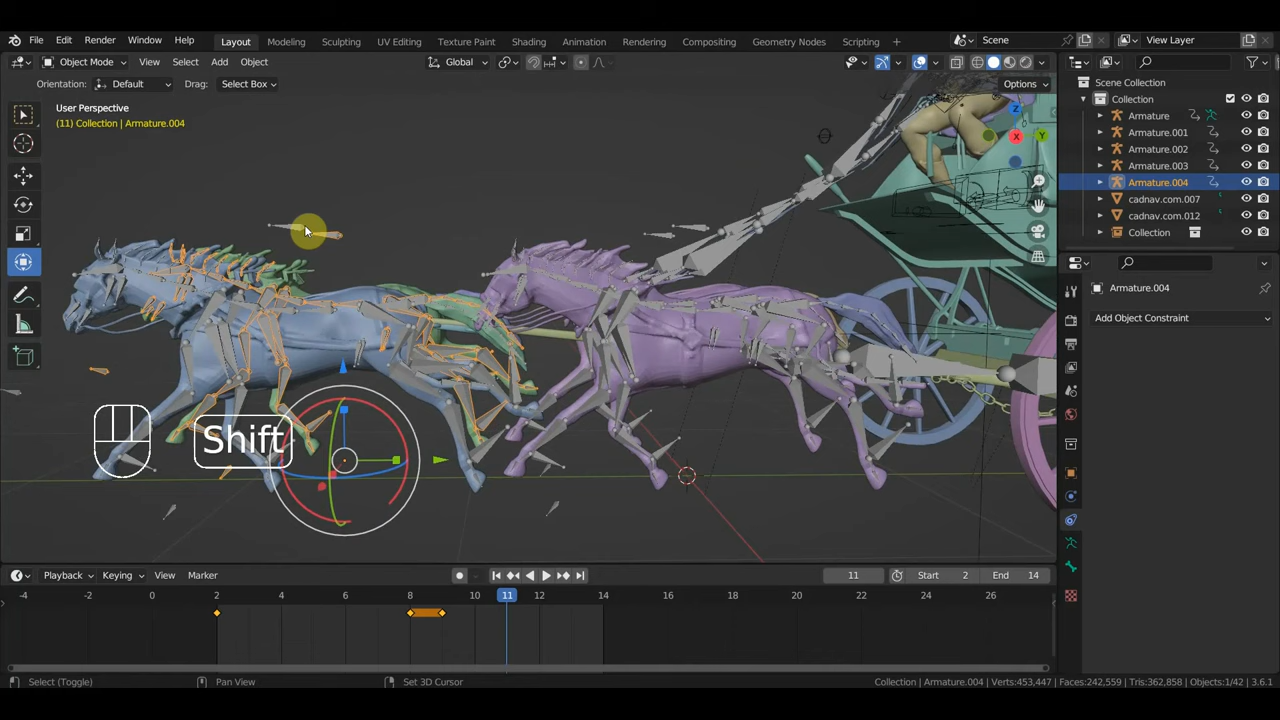 File Edit Render Window Help Layout Modeling Sculpting UV Editing Texture Paint Shading Animation Rendering Compositing Geometry Nodes Scripting + Scene View Layer
Object Mode View Select Add Object Global
Orientation: Default Drag: Select Box Options
User Perspective
(11) Collection | Armature.004
Z
X
Y
Scene Collection
Collection
Armature
Armature.001
Armature.002
Armature.003
Armature.004
cadnav.com.007
cadnav.com.012
Collection
Armature.004
Add Object Constraint
Shift
Playback Keying View Marker 11 Start 2 End 14
-4 -2 0 2 4 6 8 10 11 12 14 16 18 20 22 24 26
Select (Toggle) Pan View Set 3D Cursor Collection | Armature.004 | Verts:453,447 | Faces:242,559 | Tris:362,858 | Objects:1/42 | 3.6.1